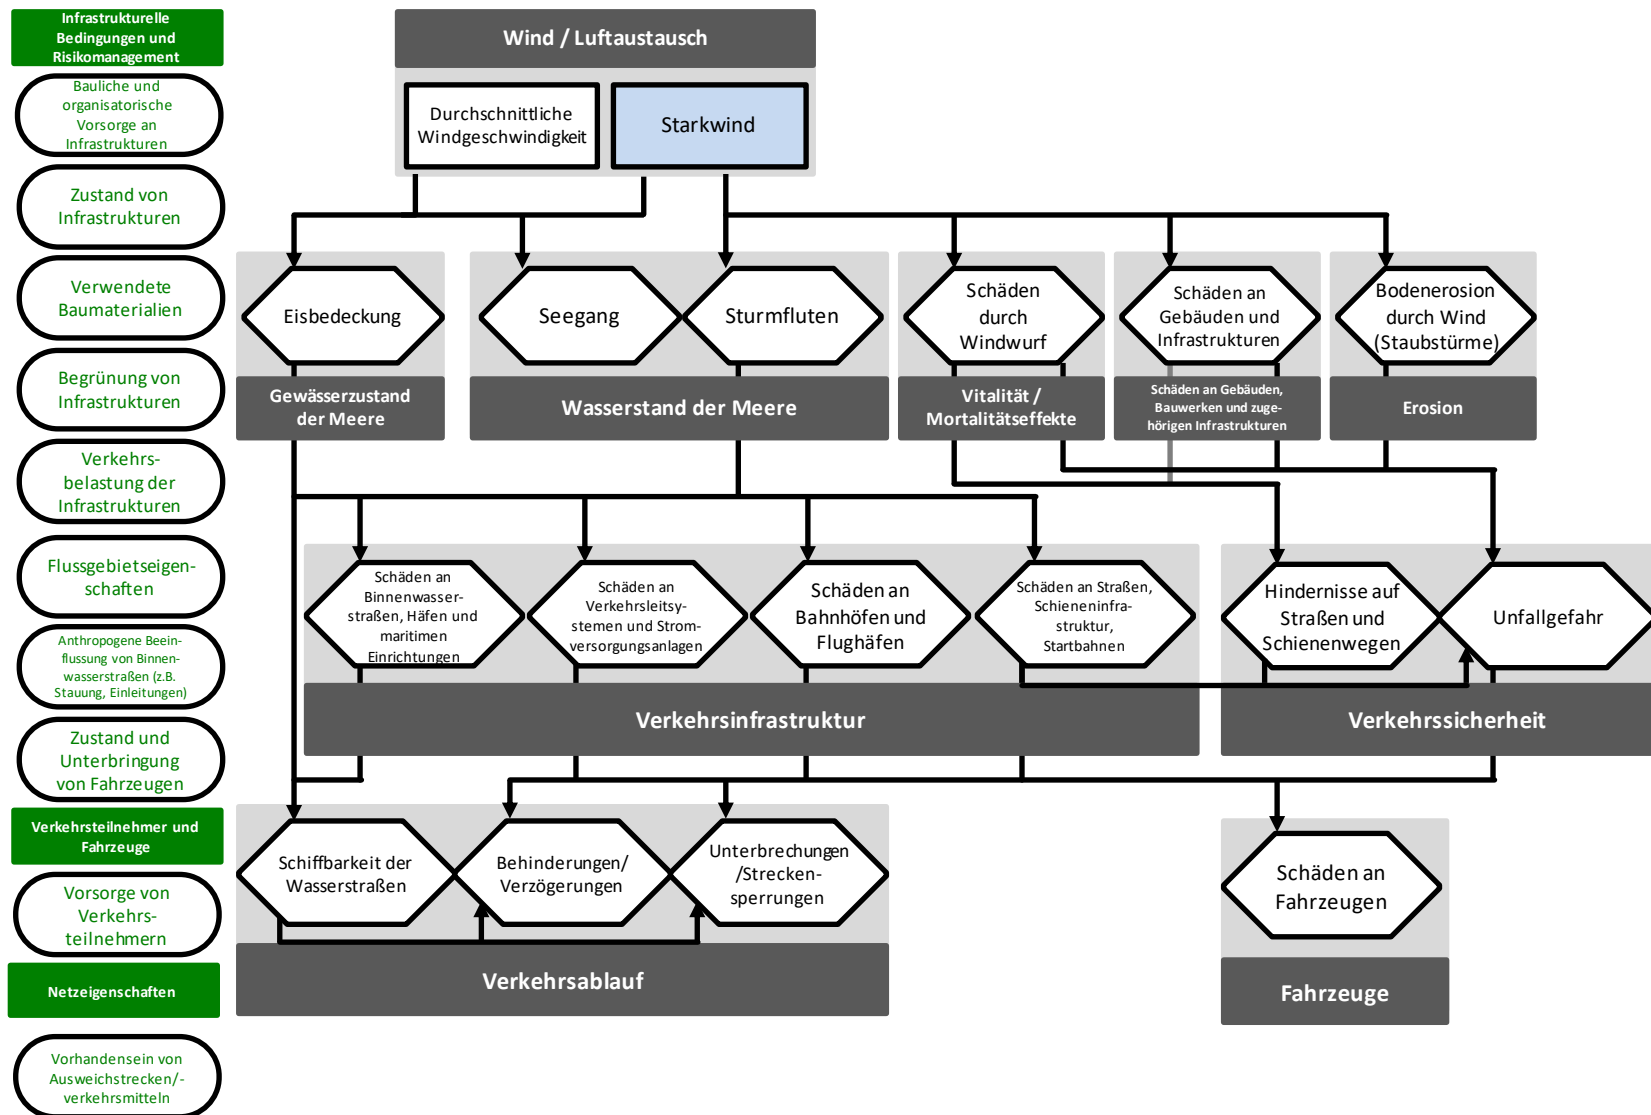 Infrastrukturelle
Bedingungen und
Risikomanagement
Bauliche und
organisatorische
Vorsorge an
Infrastrukturen
Zustand von
Infrastrukturen
Verwendete
Baumaterialien
Begrünung von
Infrastrukturen
Verkehrs-
belastung der
Infrastrukturen
Flussgebietseigen-
schaften
Anthropogene Beein-
flussung von Binnen-
wasserstraßen (z.B.
Stauung, Einleitungen)
Zustand und
Unterbringung
von Fahrzeugen
Verkehrsteilnehmer und
Fahrzeuge
Vorsorge von
Verkehrs-
teilnehmern
Netzeigenschaften
Vorhandensein von
Ausweichstrecken/-
verkehrsmitteln
Wind / Luftaustausch
Durchschnittliche
Windgeschwindigkeit
Starkwind
Eisbedeckung
Gewässerzustand
der Meere
Seegang
Sturmfluten
Wasserstand der Meere
Schäden
durch
Windwurf
Vitalität /
Mortalitätseffekte
Schäden an
Gebäuden und
Infrastrukturen
Schäden an Gebäuden,
Bauwerken und zuge-
hörigen Infrastrukturen
Bodenerosion
durch Wind
(Staubstürme)
Erosion
Schäden an
Binnenwasser-
straßen, Häfen und
maritimen
Einrichtungen
Schäden an
Verkehrsleitsy-
stemen und Strom-
versorgungsanlagen
Schäden an
Bahnhöfen und
Flughäfen
Schäden an Straßen,
Schieneninfra-
struktur,
Startbahnen
Verkehrsinfrastruktur
Hindernisse auf
Straßen und
Schienenwegen
Unfallgefahr
Verkehrssicherheit
Schiffbarkeit der
Wasserstraßen
Behinderungen/
Verzögerungen
Unterbrechungen
/Strecken-
sperrungen
Verkehrsablauf
Schäden an
Fahrzeugen
Fahrzeuge